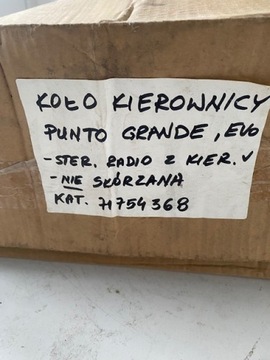 KOŁO KIEROWNICY
PUNTO GRANDE, EVO
- STER. RADIO Z KIER. V
- NIE SKÓRZANA
KAT. 71754368